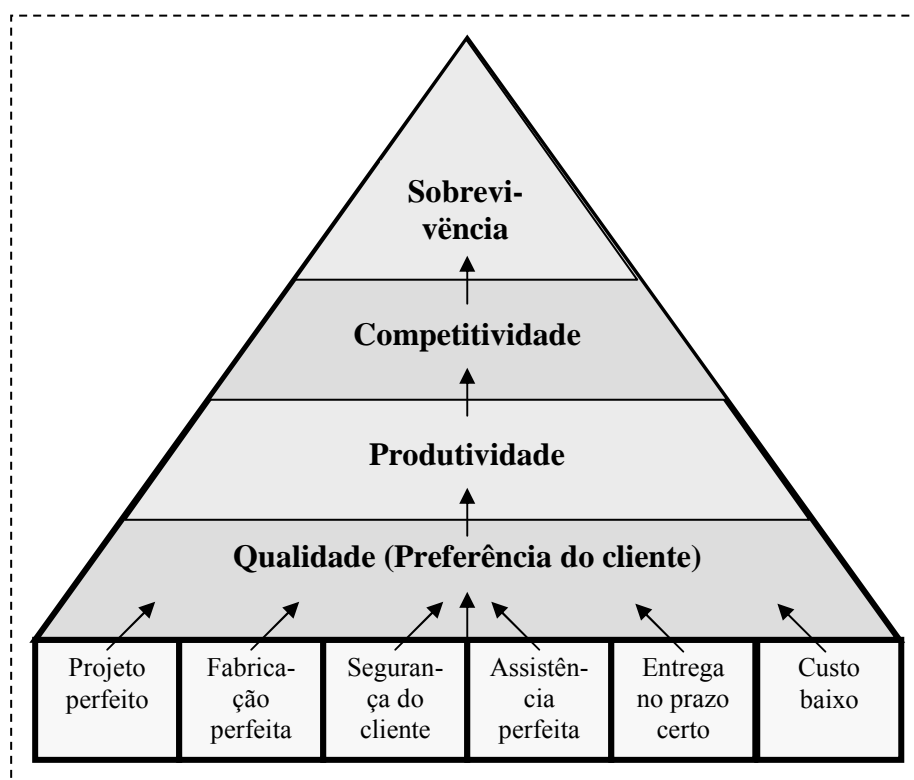 Sobrevi-
vëncia
Competitividade
Produtividade
Qualidade (Preferência do cliente)
Projeto
perfeito
Fabrica-
ção
perfeita
Seguran-
ça do
cliente
Assistên-
cia
perfeita
Entrega
no prazo
certo
Custo
baixo